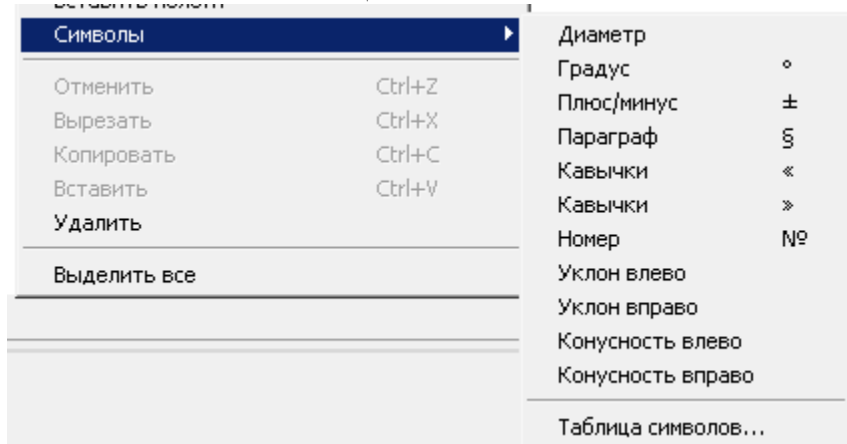 Символы
Отменить Ctrl+Z
Вырезать Ctrl+X
Копировать Ctrl+C
Вставить Ctrl+V
Удалить
Выделить все
Диаметр
Градус °
Плюс/минус ±
Параграф §
Кавычки «
Кавычки »
Номер №
Уклон влево
Уклон вправо
Конусность влево
Конусность вправо
Таблица символов...